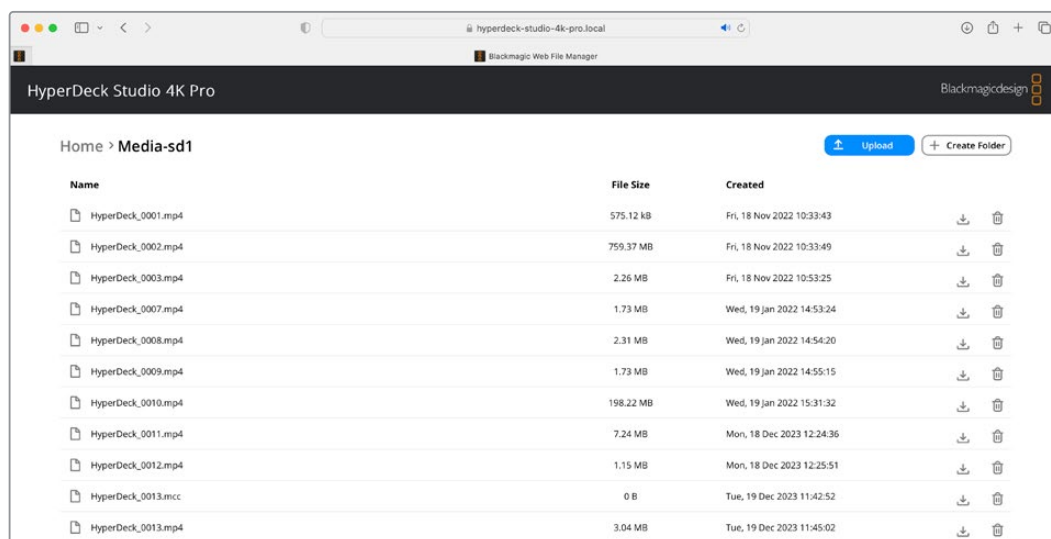 hyperdeck-studio-4k-pro.local
Blackmagic Web File Manager
HyperDeck Studio 4K Pro
Blackmagicdesign
Home > Media-sd1
Upload
+ Create Folder
Name File Size Created
HyperDeck_0001.mp4 575.12 kB Fri, 18 Nov 2022 10:33:43
HyperDeck_0002.mp4 759.37 MB Fri, 18 Nov 2022 10:33:49
HyperDeck_0003.mp4 2.26 MB Fri, 18 Nov 2022 10:53:25
HyperDeck_0007.mp4 1.73 MB Wed, 19 Jan 2022 14:53:24
HyperDeck_0008.mp4 2.31 MB Wed, 19 Jan 2022 14:54:20
HyperDeck_0009.mp4 1.73 MB Wed, 19 Jan 2022 14:55:15
HyperDeck_0010.mp4 198.22 MB Wed, 19 Jan 2022 15:31:32
HyperDeck_0011.mp4 7.24 MB Mon, 18 Dec 2023 12:24:36
HyperDeck_0012.mp4 1.15 MB Mon, 18 Dec 2023 12:25:51
HyperDeck_0013.mcc 0 B Tue, 19 Dec 2023 11:42:52
HyperDeck_0013.mp4 3.04 MB Tue, 19 Dec 2023 11:45:02